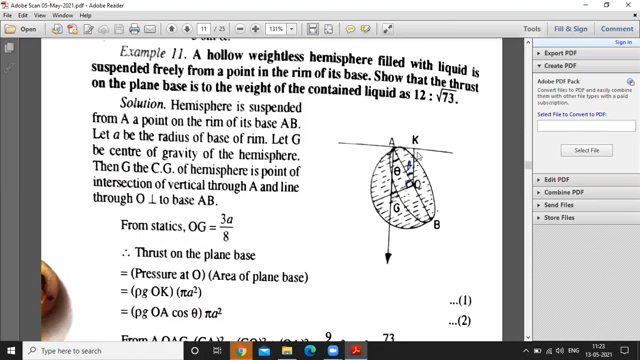 Adobe Scan 05-May-2021.pdf - Adobe Reader
File Edit View Window Help
Open 11 / 25 131% Fill & Sign Comment
Sign In
Example 11. A hollow weightless hemisphere filled with liquid is
suspended freely from a point in the rim of its base. Show that the thrust
on the plane base is to the weight of the contained liquid as 12 : √73.
Solution. Hemisphere is suspended
from A a point on the rim of its base AB.
Let a be the radius of base of rim. Let G
be centre of gravity of the hemisphere.
Then G the C.G. of hemisphere is point of
intersection of vertical through A and line
through O ⊥ to base AB.
From statics, OG = 3a/8
∴ Thrust on the plane base
= (Pressure at O) (Area of plane base)
= (ρg OK) (πa²) ...(1)
= (ρg OA cos θ) πa² ...(2)
A K
θ
O
G
B
Export PDF
Create PDF
Adobe PDF Pack
Convert files to PDF and easily combine
them with other file types with a paid
subscription.
Select File to Convert to PDF:
Select File
Edit PDF
Combine PDF
Send Files
Store Files
Type here to search
ENG
11:23
13-05-2021